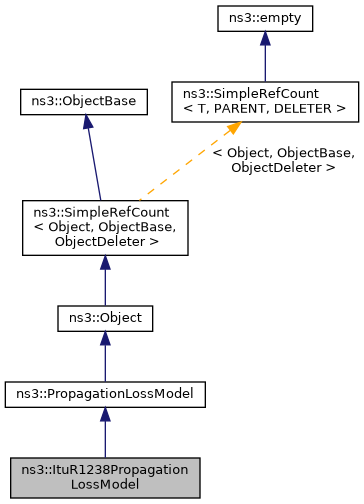 ns3::empty
ns3::ObjectBase
ns3::SimpleRefCount
< T, PARENT, DELETER >
< Object, ObjectBase,
ObjectDeleter >
ns3::SimpleRefCount
< Object, ObjectBase,
ObjectDeleter >
ns3::Object
ns3::PropagationLossModel
ns3::ItuR1238Propagation
LossModel